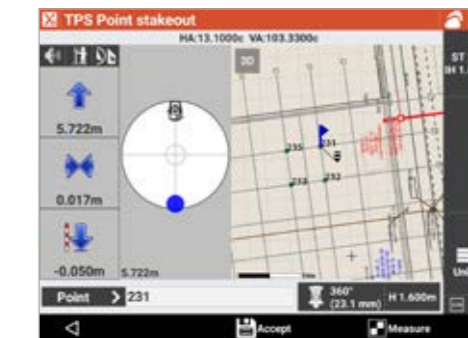 TPS Point stakeout
HA:13.1000c VA:103.3300c
2D
ST
IH 1.
5.722m
0.017m
-0.050m
5.722m
235
231
233
232
Point
231
360°
(23.1 mm)
H 1.600m
Uni
Accept
Measure